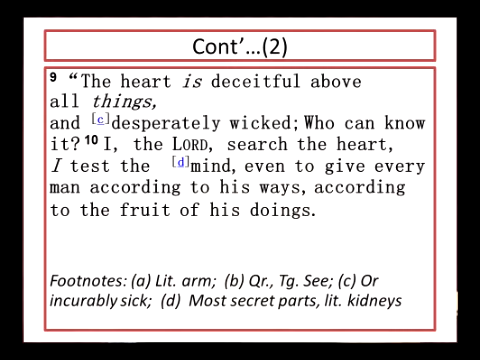 Cont’…(2)
9 “The heart is deceitful above
all things,
and [c]desperately wicked; Who can know
it? 10 I, the LORD, search the heart,
I test the [d]mind, even to give every
man according to his ways, according
to the fruit of his doings.
Footnotes: (a) Lit. arm; (b) Qr., Tg. See; (c) Or
incurably sick; (d) Most secret parts, lit. kidneys